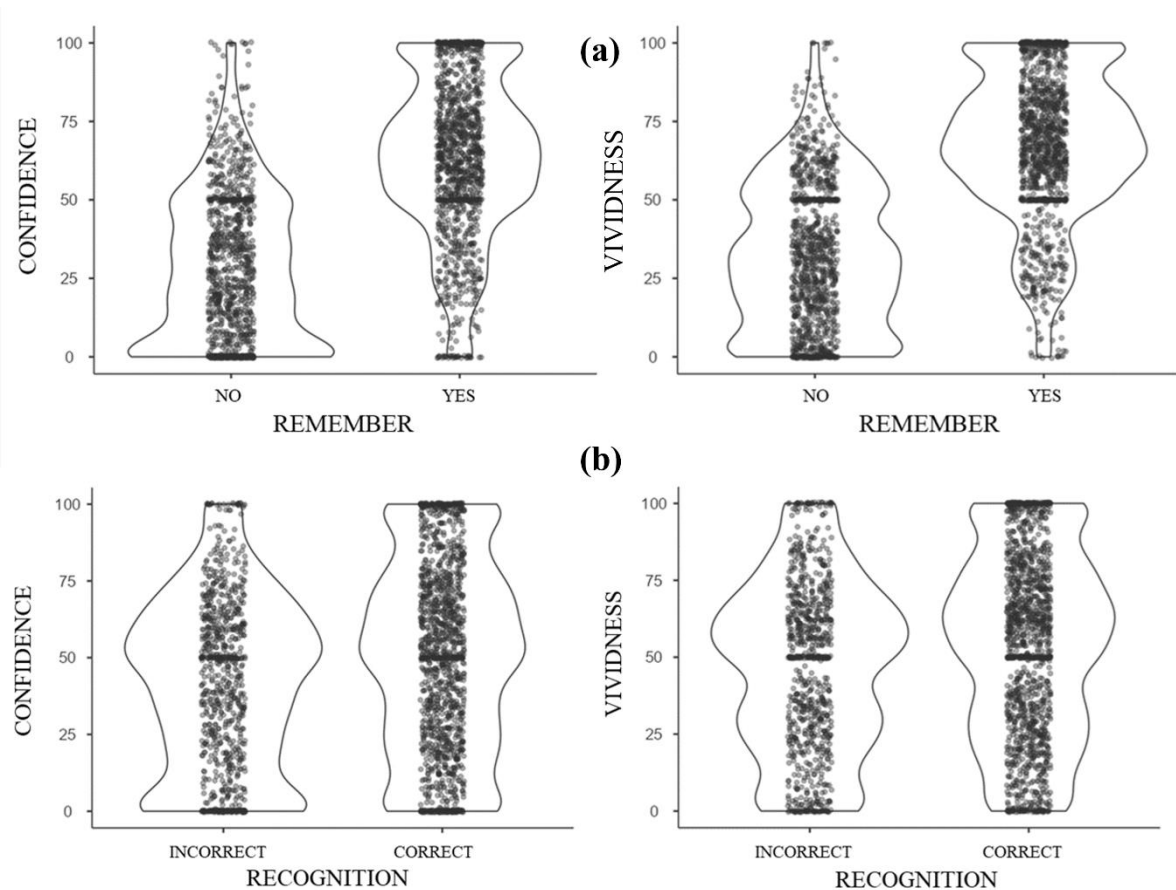 (a)
CONFIDENCE
100
75
50
25
0
NO YES
REMEMBER
VIVIDNESS
100
75
50
25
0
NO YES
REMEMBER
(b)
CONFIDENCE
100
75
50
25
0
INCORRECT CORRECT
RECOGNITION
VIVIDNESS
100
75
50
25
0
INCORRECT CORRECT
RECOGNITION